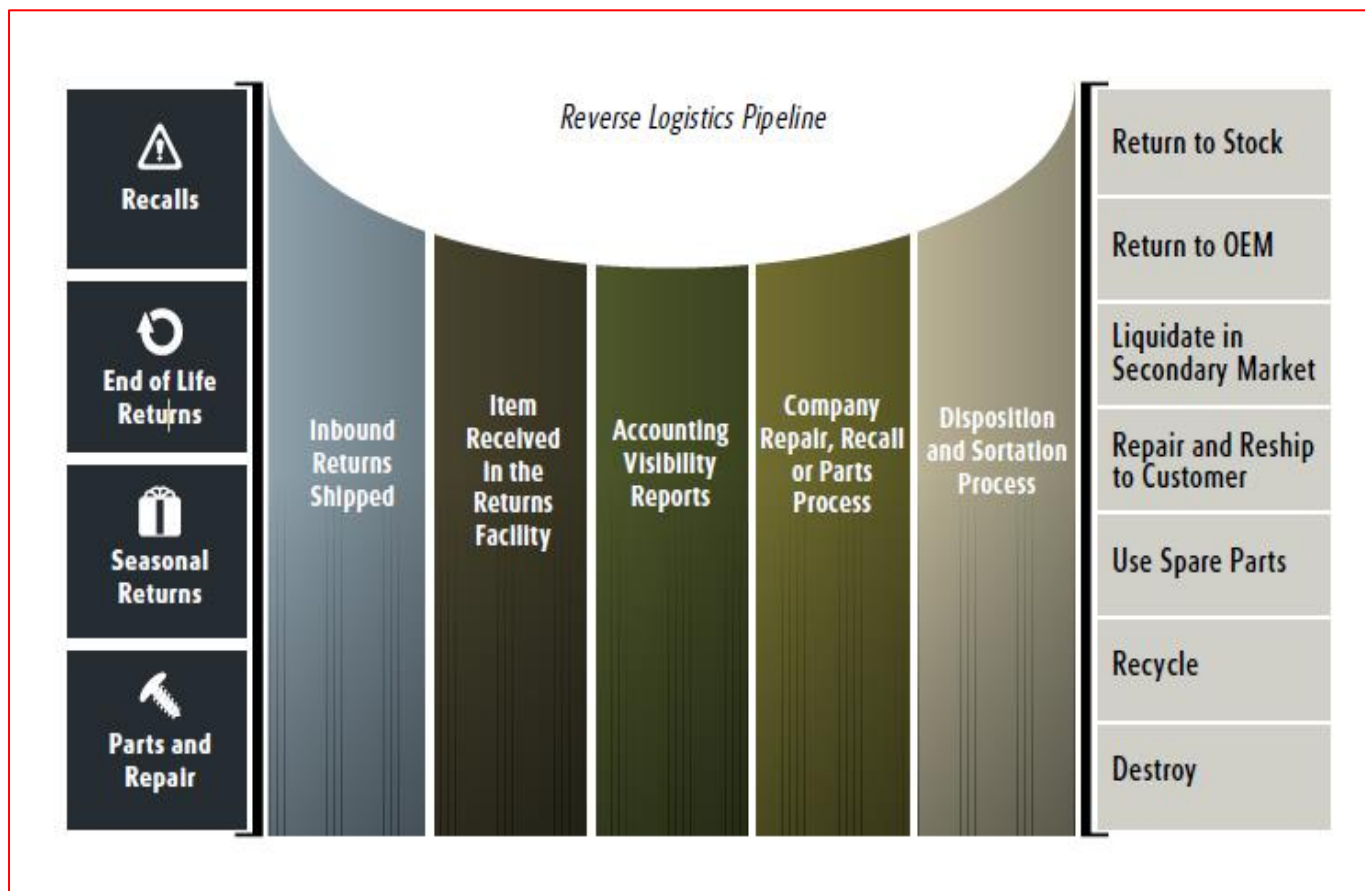 Reverse Logistics Pipeline
Recalls
End of Life
Returns
Seasonal
Returns
Parts and
Repair
Inbound
Returns
Shipped
Item
Received
in the
Returns
Facility
Accounting
Visibility
Reports
Company
Repair, Recall
or Parts
Process
Disposition
and Sortation
Process
Return to Stock
Return to OEM
Liquidate in
Secondary Market
Repair and Reship
to Customer
Use Spare Parts
Recycle
Destroy